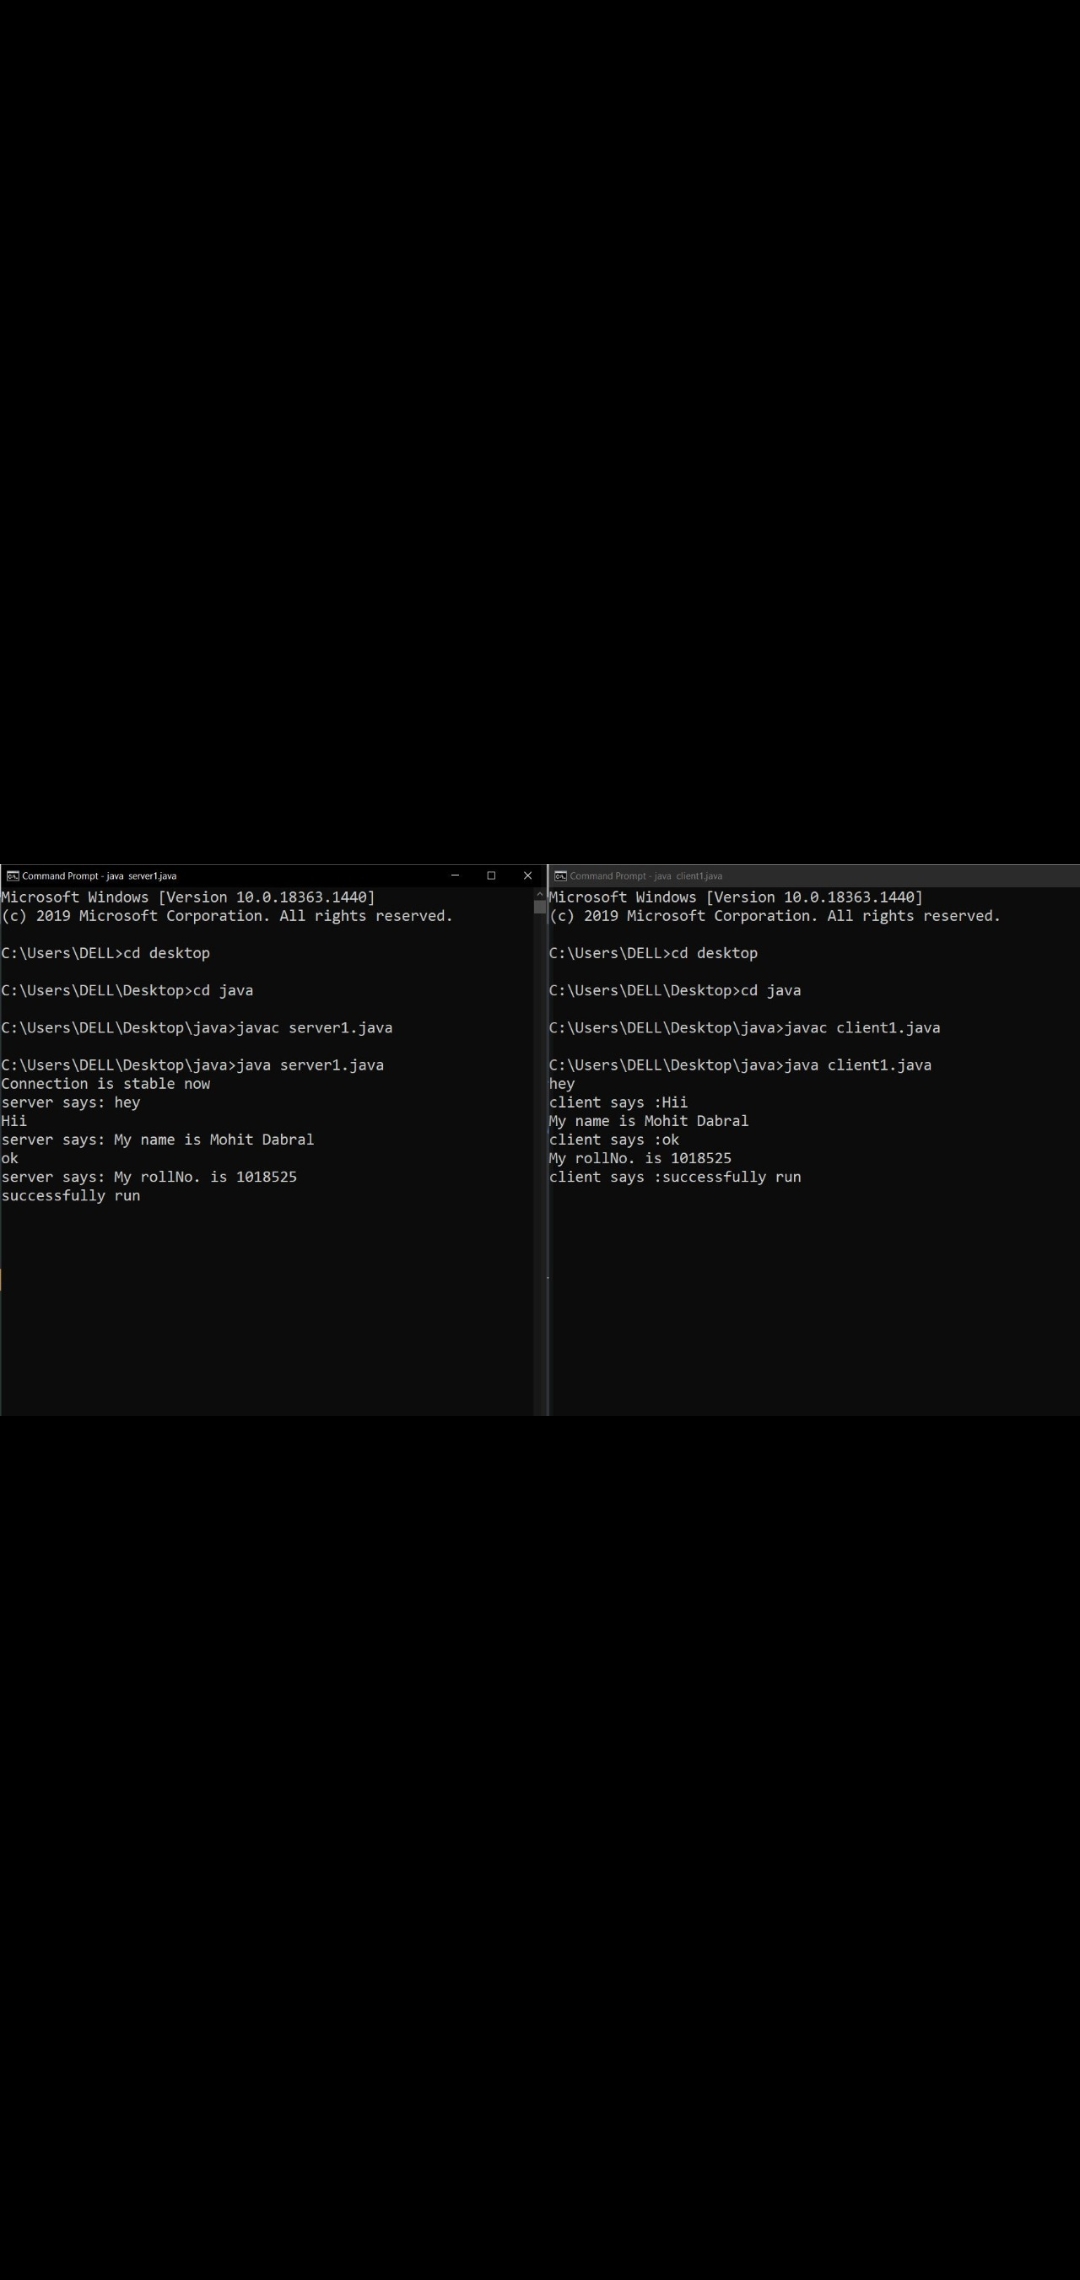 Command Prompt - java  server1.java
Microsoft Windows [Version 10.0.18363.1440]
(c) 2019 Microsoft Corporation. All rights reserved.
C:\Users\DELL>cd desktop
C:\Users\DELL\Desktop>cd java
C:\Users\DELL\Desktop\java>javac server1.java
C:\Users\DELL\Desktop\java>java server1.java
Connection is stable now
server says: hey
Hii
server says: My name is Mohit Dabral
ok
server says: My rollNo. is 1018525
successfully run
Command Prompt - java  client1.java
Microsoft Windows [Version 10.0.18363.1440]
(c) 2019 Microsoft Corporation. All rights reserved.
C:\Users\DELL>cd desktop
C:\Users\DELL\Desktop>cd java
C:\Users\DELL\Desktop\java>javac client1.java
C:\Users\DELL\Desktop\java>java client1.java
hey
client says :Hii
My name is Mohit Dabral
client says :ok
My rollNo. is 1018525
client says :successfully run